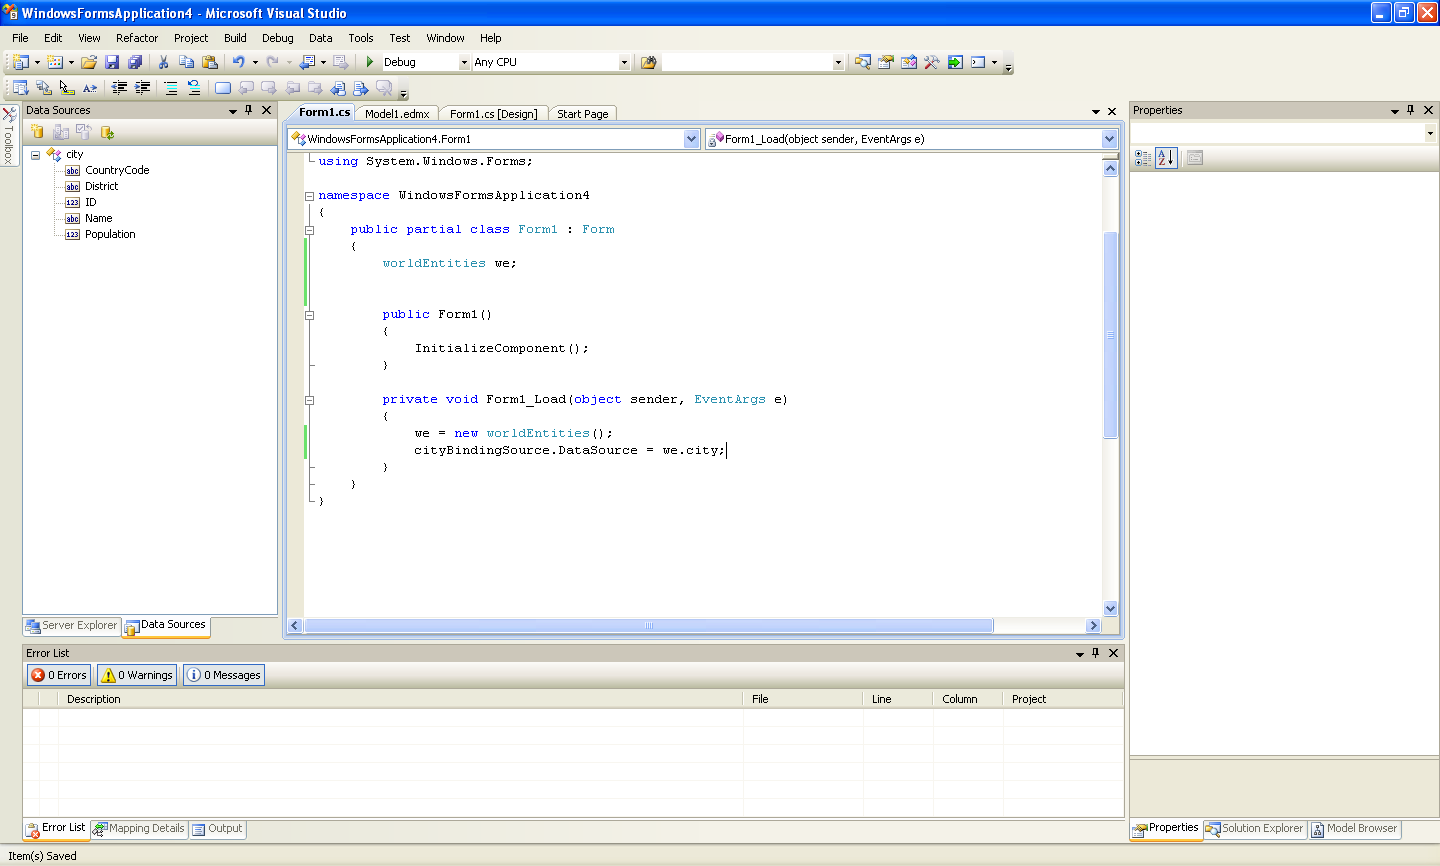 WindowsFormsApplication4 - Microsoft Visual Studio
File Edit View Refactor Project Build Debug Data Tools Test Window Help
Debug Any CPU
Toolbox
Data Sources
city
CountryCode
District
ID
Name
Population
Server Explorer Data Sources
Form1.cs Model1.edmx Form1.cs [Design] Start Page
WindowsFormsApplication4.Form1 Form1_Load(object sender, EventArgs e)
using System.Windows.Forms;
namespace WindowsFormsApplication4
{
public partial class Form1 : Form
{
worldEntities we;
public Form1()
{
InitializeComponent();
}
private void Form1_Load(object sender, EventArgs e)
{
we = new worldEntities();
cityBindingSource.DataSource = we.city;
}
}
}
Properties
Error List
0 Errors 0 Warnings 0 Messages
Description File Line Column Project
Error List Mapping Details Output
Properties Solution Explorer Model Browser
Item(s) Saved